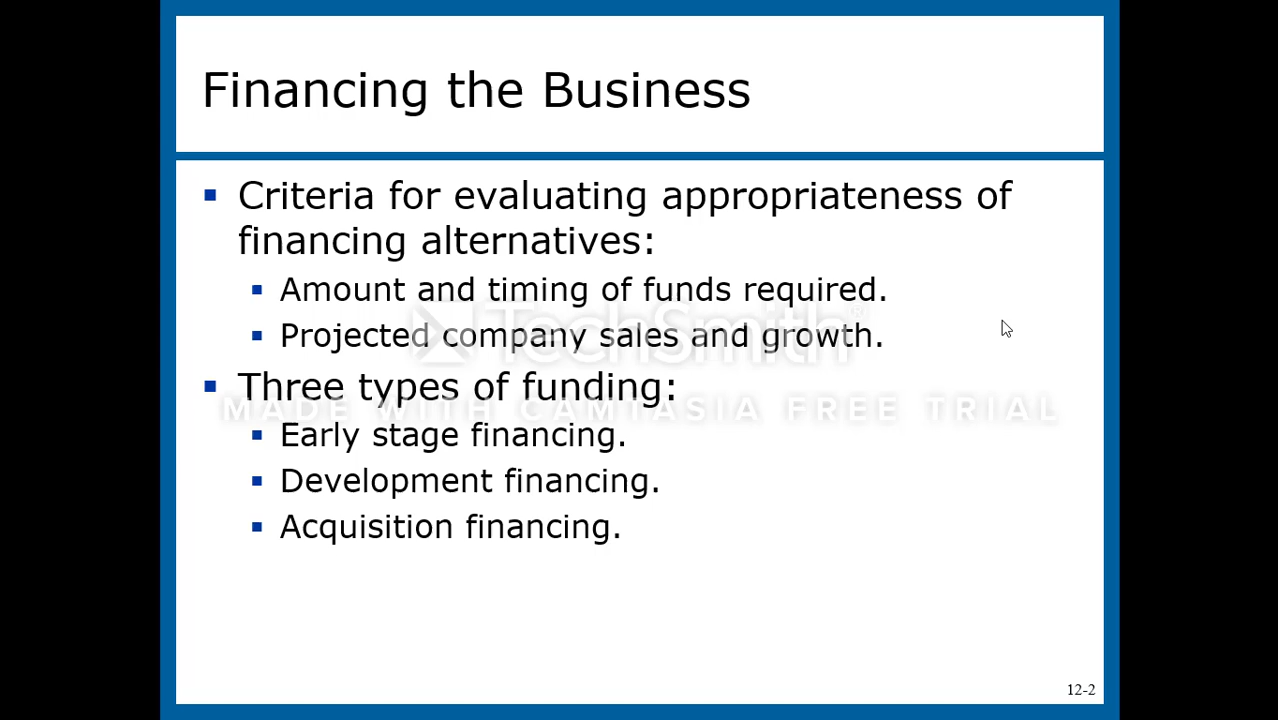 Financing the Business
Criteria for evaluating appropriateness of
financing alternatives:
Amount and timing of funds required.
TechSmith®
Projected company sales and growth.
Three types of funding:
MADE WITH CAMTASIA FREE TRIAL
Early stage financing.
Development financing.
Acquisition financing.
12-2